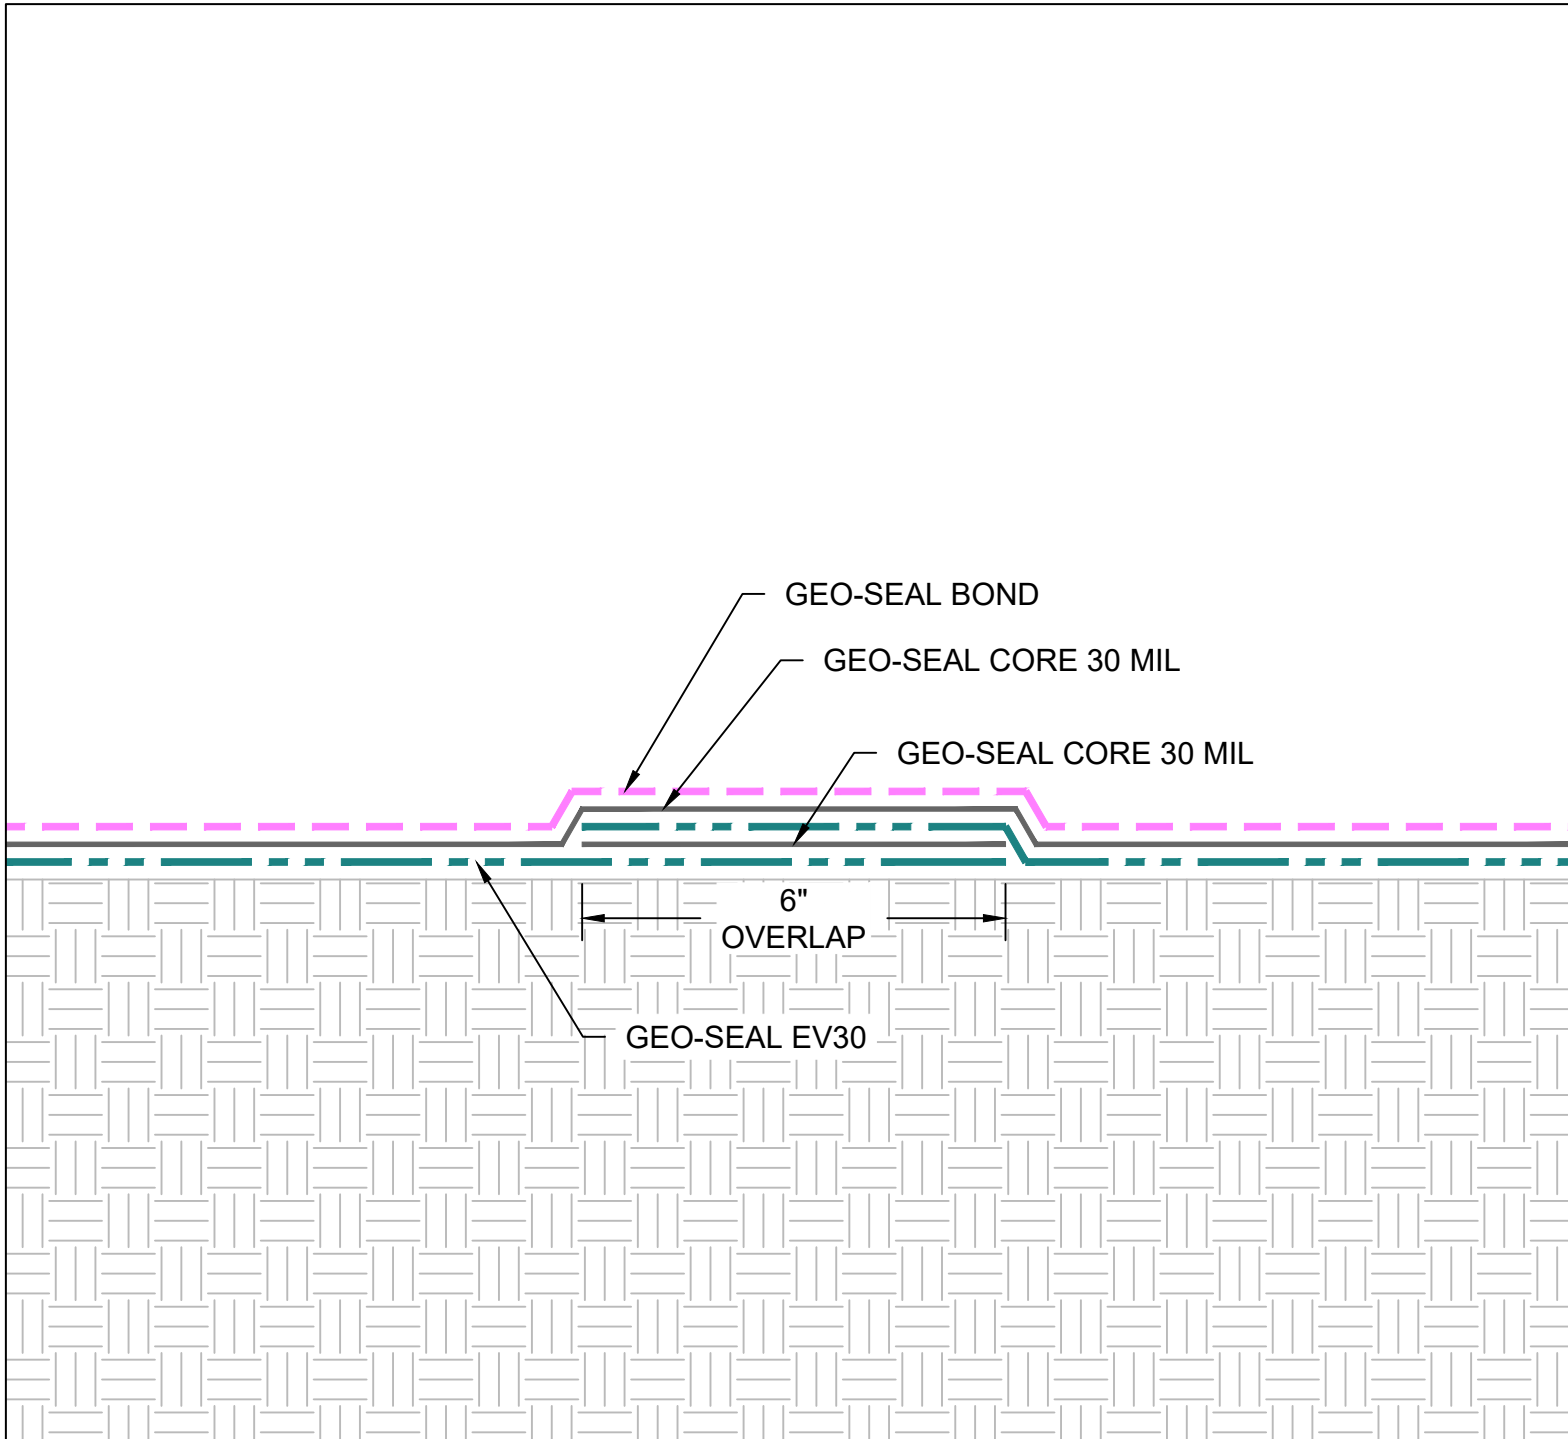 GEO-SEAL BOND
GEO-SEAL CORE 30 MIL
GEO-SEAL CORE 30 MIL
6"
OVERLAP
GEO-SEAL EV30